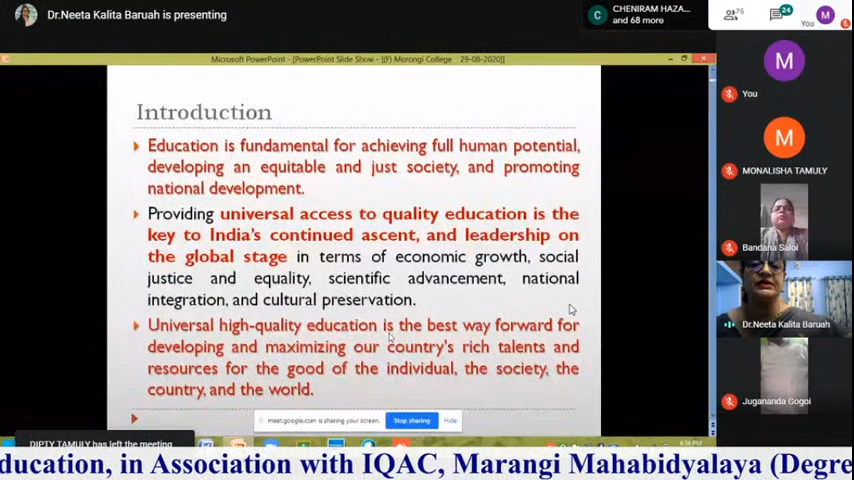 Dr.Neeta Kalita Baruah is presenting
CHENIRAM HAZA...
and 68 more
75
24
You
M
C
Microsoft PowerPoint - [PowerPoint Slide Show - [(F) Morongi College 29-08-2020]]
Introduction
Education is fundamental for achieving full human potential,
developing an equitable and just society, and promoting
national development.
Providing universal access to quality education is the
key to India's continued ascent, and leadership on
the global stage in terms of economic growth, social
justice and equality, scientific advancement, national
integration, and cultural preservation.
Universal high-quality education is the best way forward for
developing and maximizing our country's rich talents and
resources for the good of the individual, the society, the
country, and the world.
meet.google.com is sharing your screen.
Stop sharing
Hide
DIPTY TAMULY has left the meeting
M
You
M
MONALISHA TAMULY
Bandana Saloi
Dr.Neeta Kalita Baruah
Jugananda Gogoi
ducation, in Association with IQAC, Marangi Mahabidyalaya (Degre